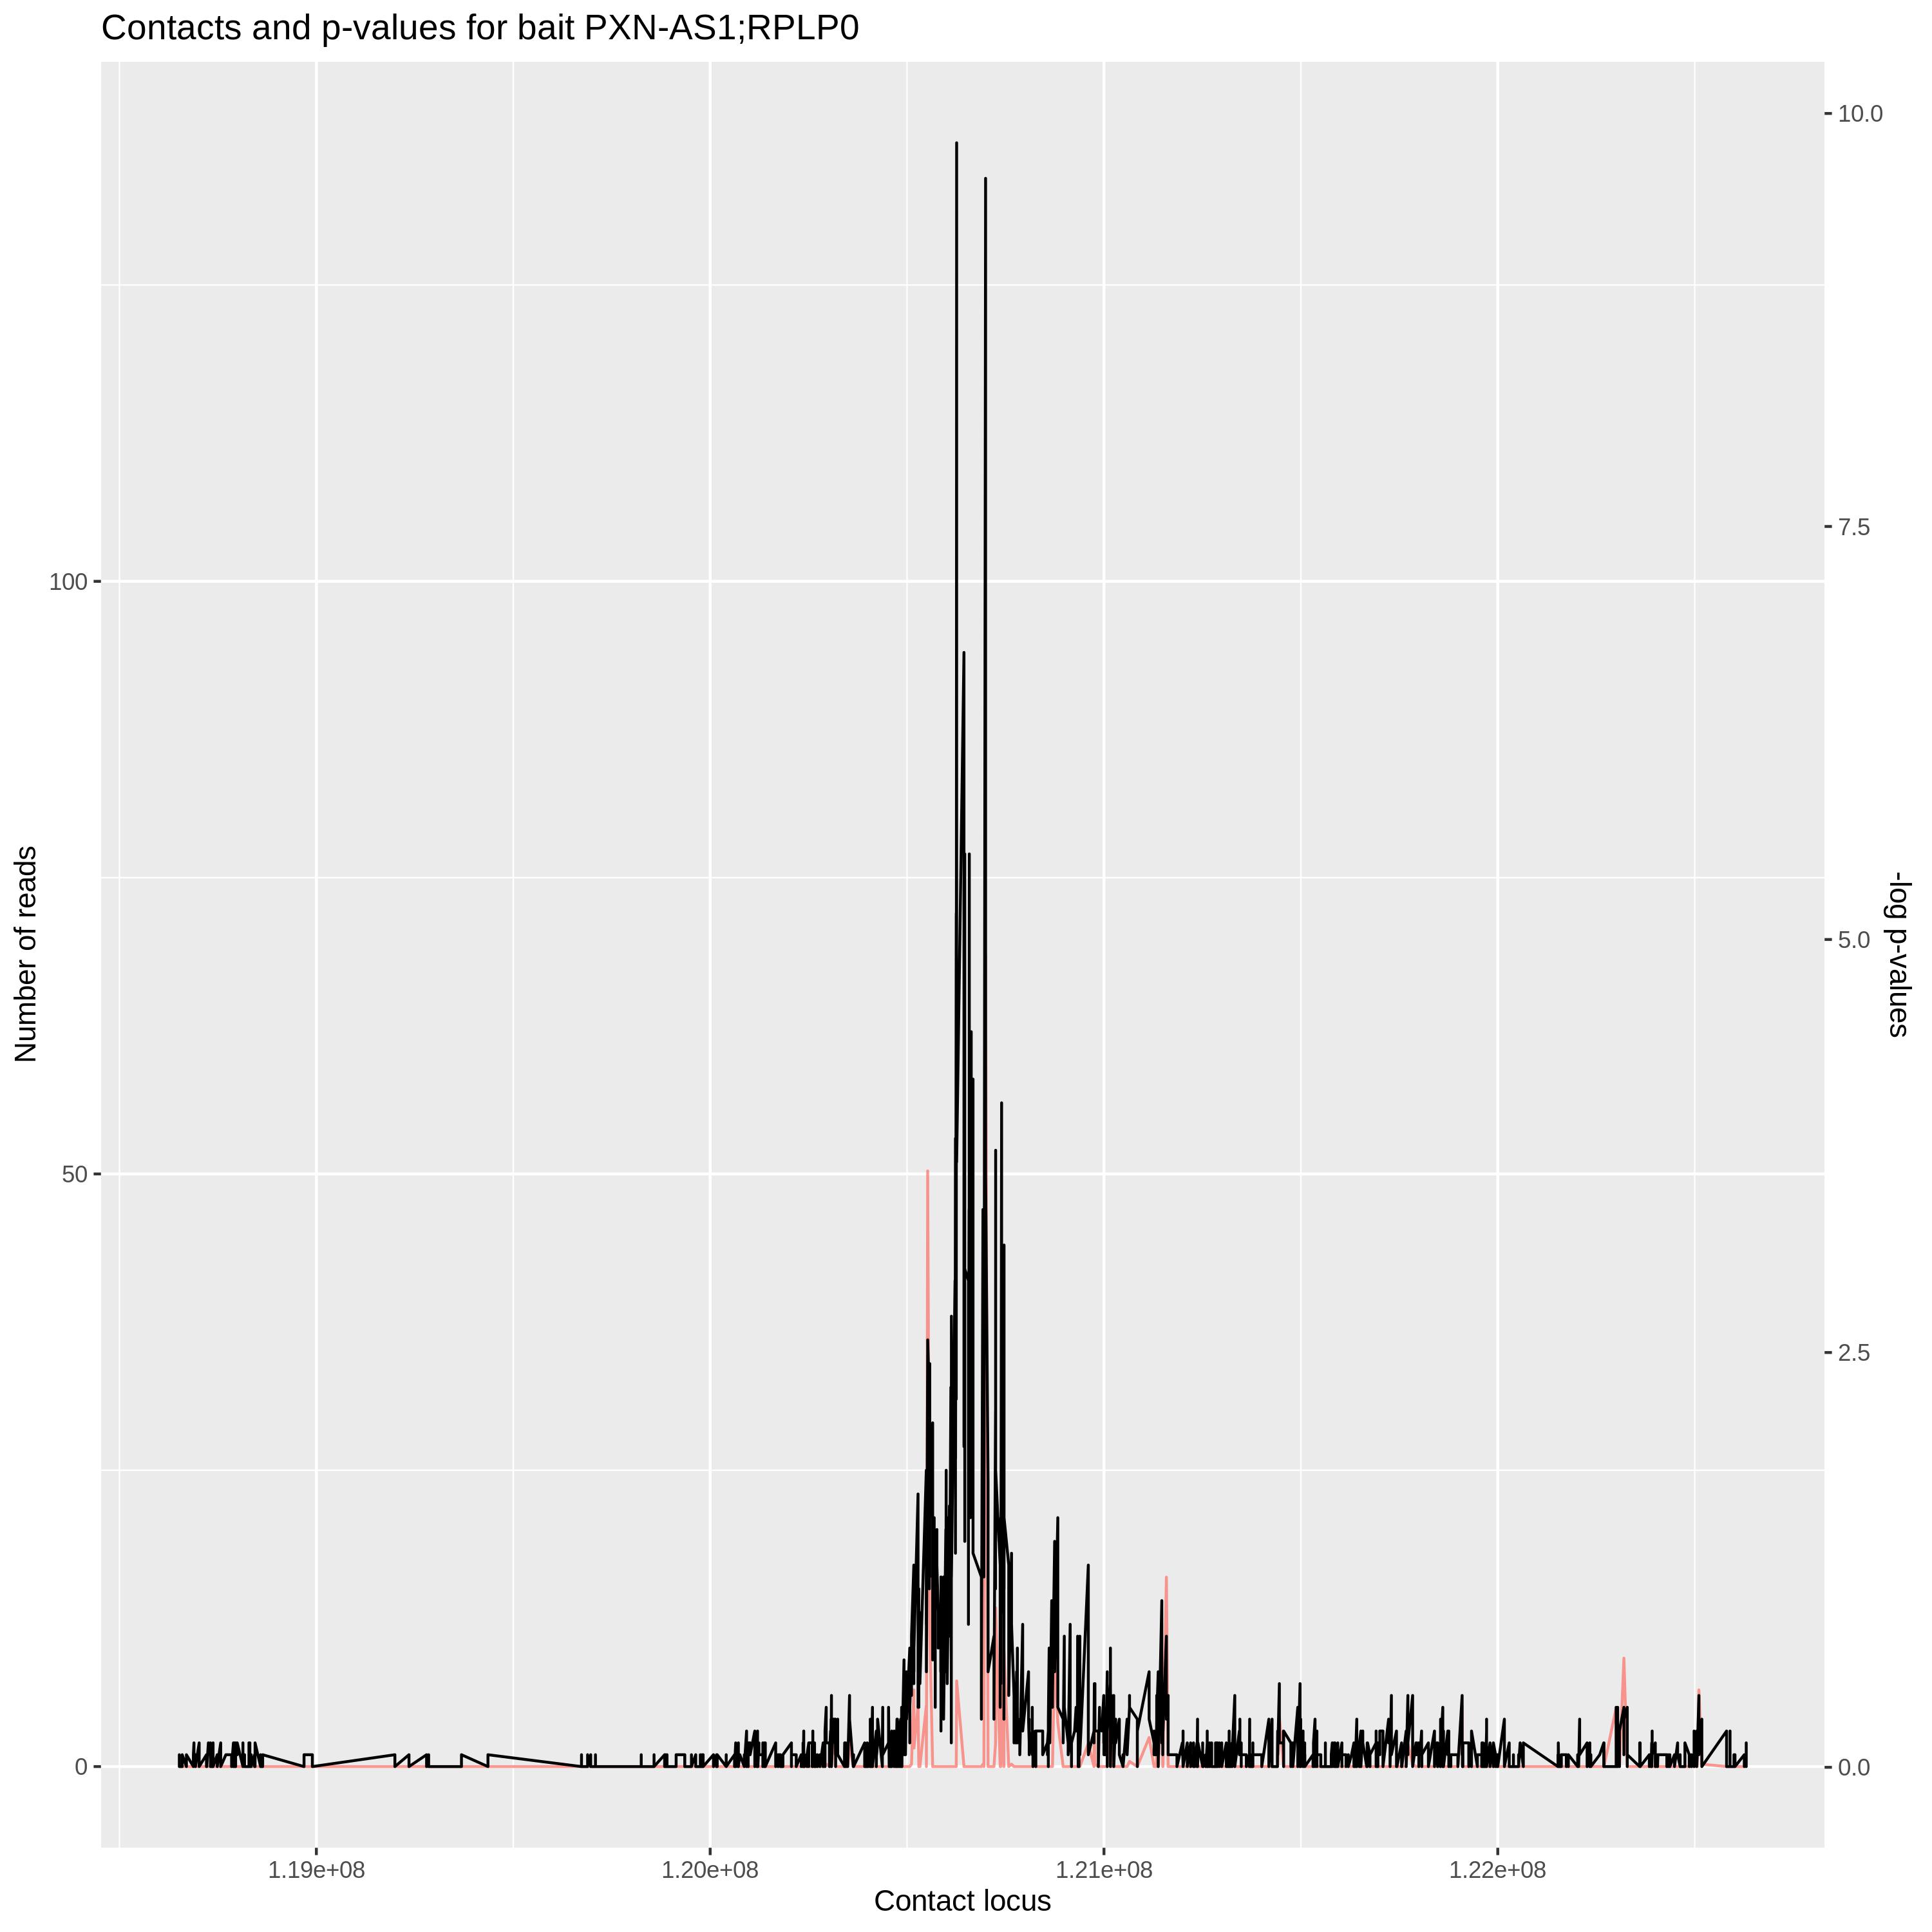 Contacts and p-values for bait PXN-AS1;RPLP0
Number of reads
100
50
0
10.0
7.5
5.0
2.5
0.0
-log p-values
1.19e+08
1.20e+08
1.21e+08
1.22e+08
Contact locus